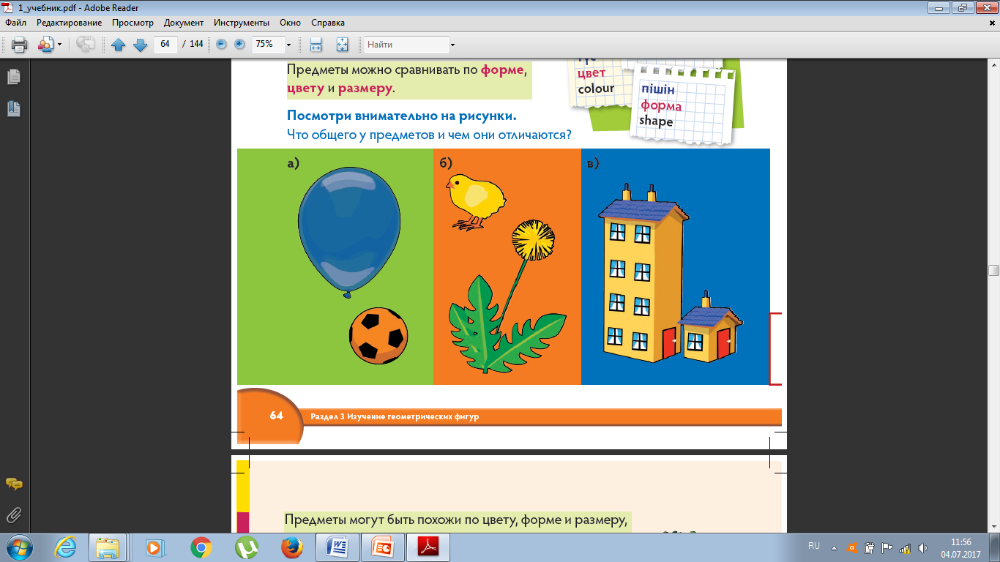 1_учебник.pdf - Adobe Reader
Файл Редактирование Просмотр Документ Инструменты Окно Справка
64 / 144 75% Найти
Предметы можно сравнивать по форме,
цвету и размеру.
цвет
colour
пішін
форма
shape
Посмотри внимательно на рисунки.
Что общего у предметов и чем они отличаются?
а)
б)
в)
64 Раздел 3 Изучение геометрических фигур
Предметы могут быть похожи по цвету, форме и размеру,
RU 11:56
04.07.2017